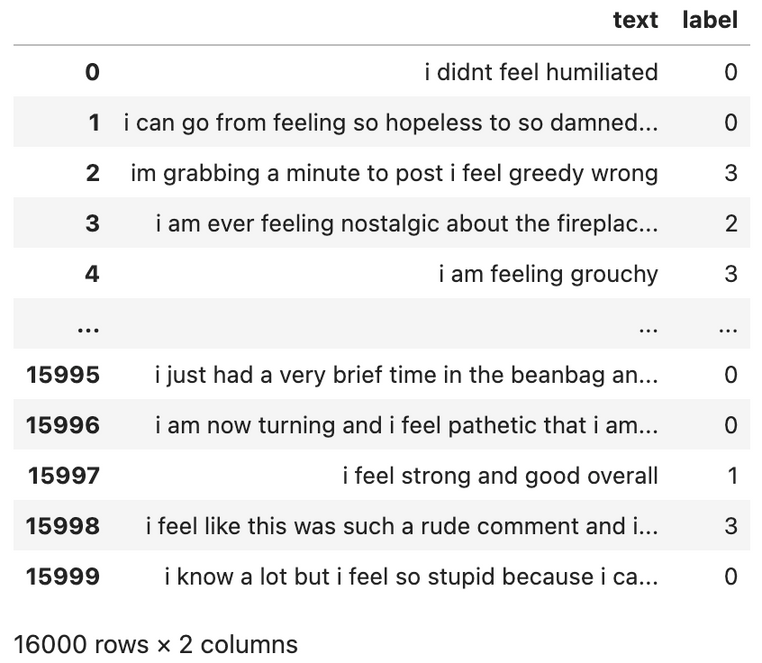 text label
0 i didnt feel humiliated 0
1 i can go from feeling so hopeless to so damned... 0
2 im grabbing a minute to post i feel greedy wrong 3
3 i am ever feeling nostalgic about the fireplac... 2
4 i am feeling grouchy 3
... ... ...
15995 i just had a very brief time in the beanbag an... 0
15996 i am now turning and i feel pathetic that i am... 0
15997 i feel strong and good overall 1
15998 i feel like this was such a rude comment and i... 3
15999 i know a lot but i feel so stupid because i ca... 0
16000 rows × 2 columns